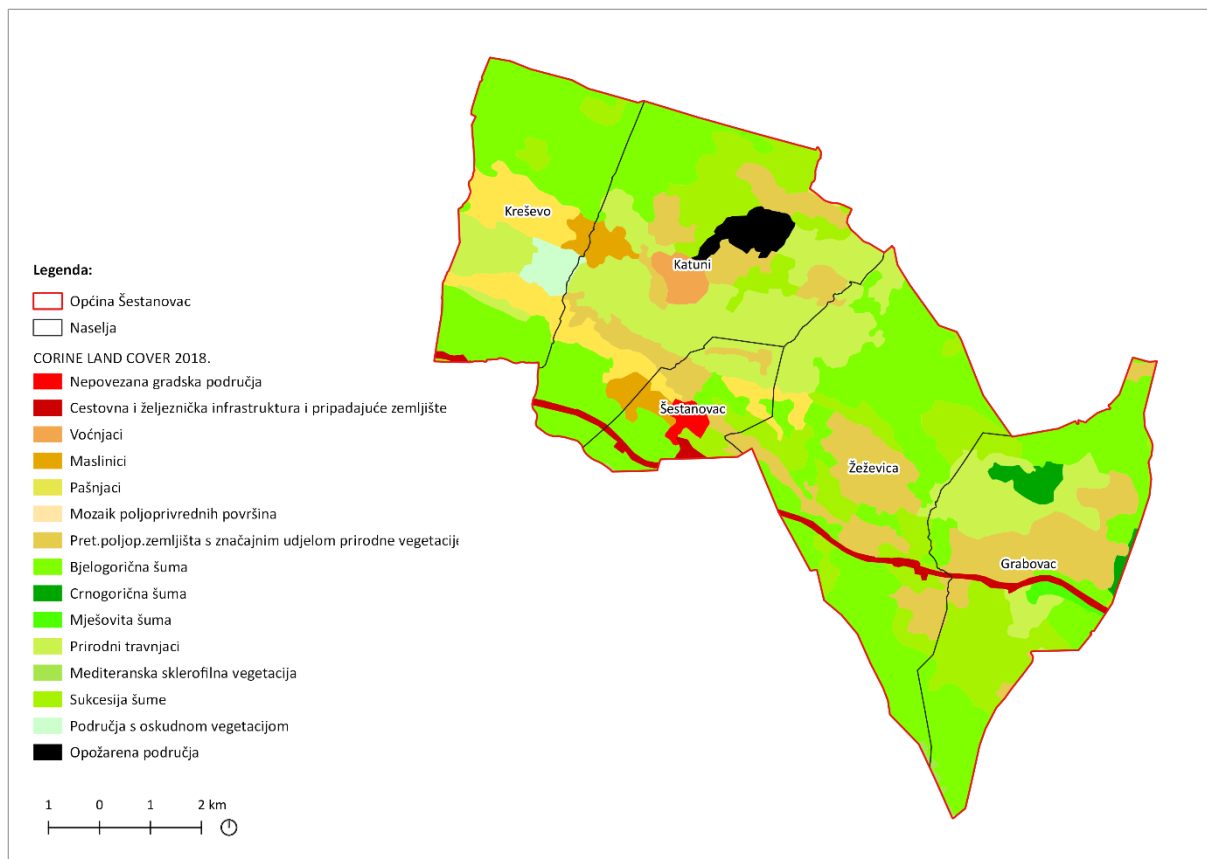 Kreševo
Katuni
Šestanovac
Žeževica
Grabovac
Legenda:
Općina Šestanovac
Naselja
CORINE LAND COVER 2018.
Nepovezana gradska područja
Cestovna i željeznička infrastruktura i pripadajuće zemljište
Voćnjaci
Maslinici
Pašnjaci
Mozaik poljoprivrednih površina
Pret.poljop.zemljišta s značajnim udjelom prirodne vegetacije
Bjelogorična šuma
Crnogorična šuma
Mješovita šuma
Prirodni travnjaci
Mediteranska sklerofilna vegetacija
Sukcesija šume
Područja s oskudnom vegetacijom
Opožarena područja
1 0 1 2 km